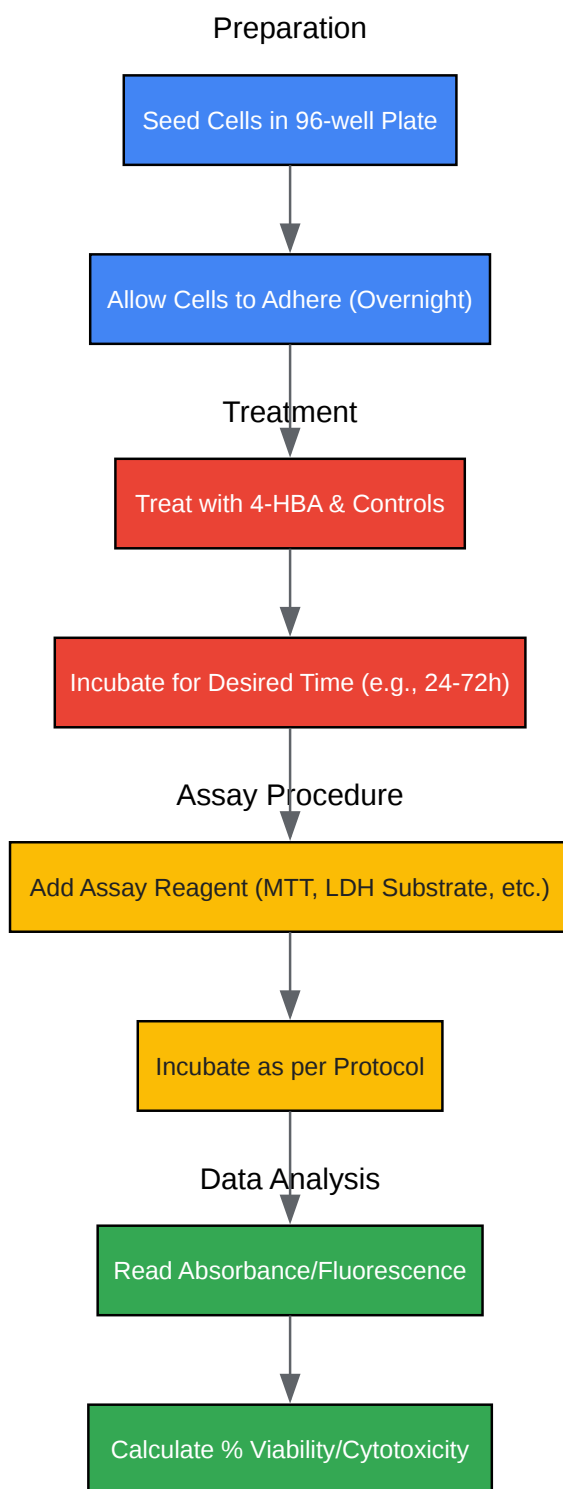 Preparation
Seed Cells in 96-well Plate
Allow Cells to Adhere (Overnight)
Treatment
Treat with 4-HBA & Controls
Incubate for Desired Time (e.g., 24-72h)
Assay Procedure
Add Assay Reagent (MTT, LDH Substrate, etc.)
Incubate as per Protocol
Data Analysis
Read Absorbance/Fluorescence
Calculate % Viability/Cytotoxicity